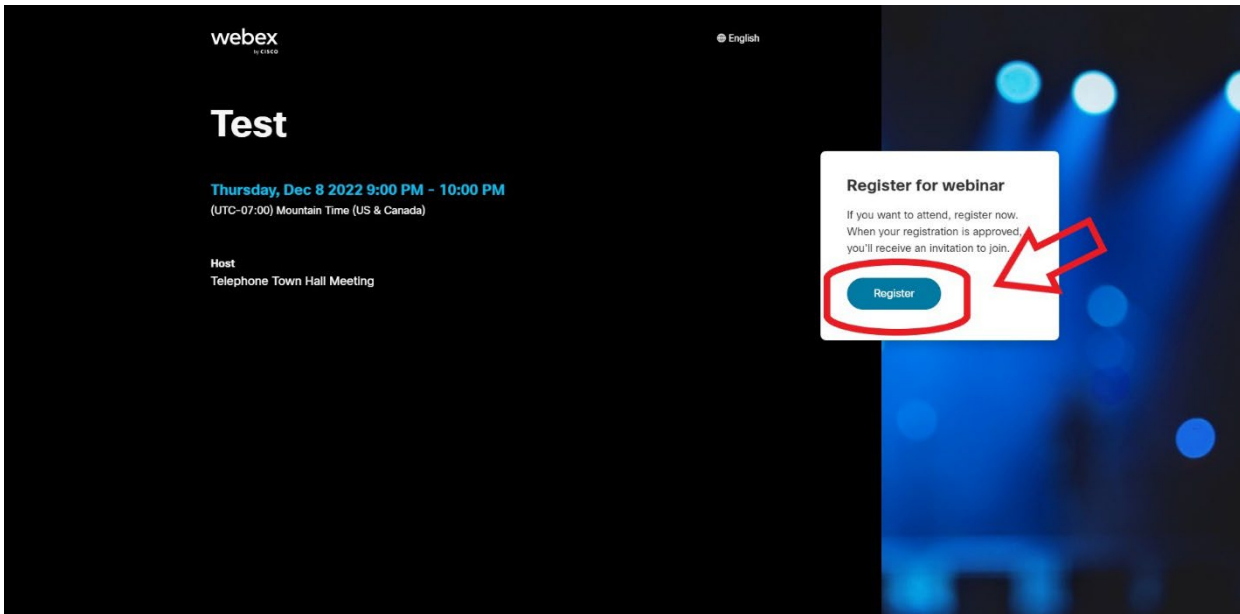 webex
by CISCO
English
Test
Thursday, Dec 8 2022 9:00 PM - 10:00 PM
(UTC-07:00) Mountain Time (US & Canada)
Host
Telephone Town Hall Meeting
Register for webinar
If you want to attend, register now.
When your registration is approved,
you'll receive an invitation to join.
Register